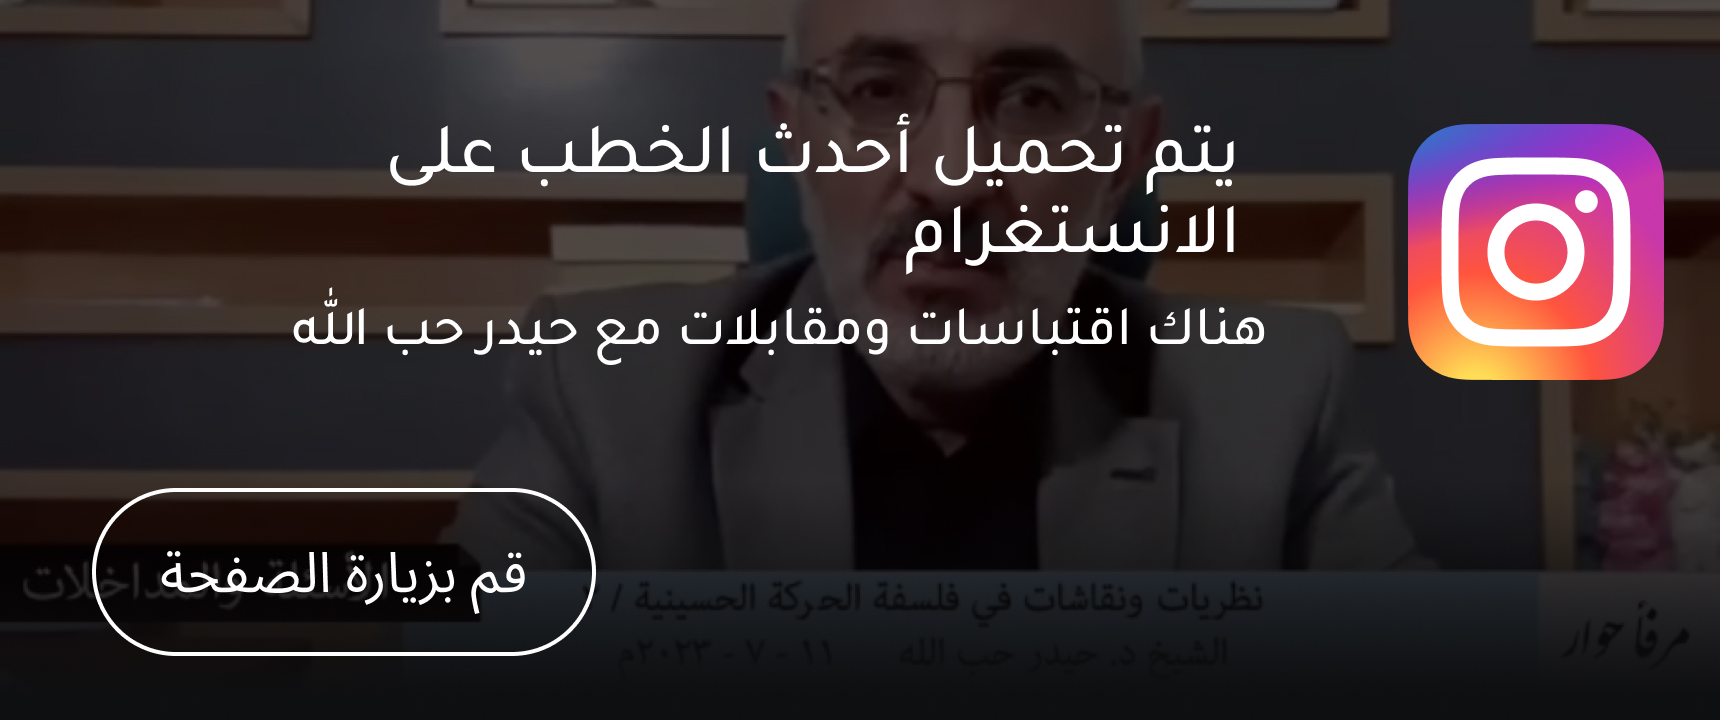 يتم تحميل أحدث الخطب على
الانستغرام
هناك اقتباسات ومقابلات مع حيدر حب الله
قم بزيارة الصفحة
نظريات ونقاشات في فلسفة الحركة الحسينية /
الشيخ د. حيدر حب الله
١١ - ٧ - ٢٠٢٣م
مرفأ حوار